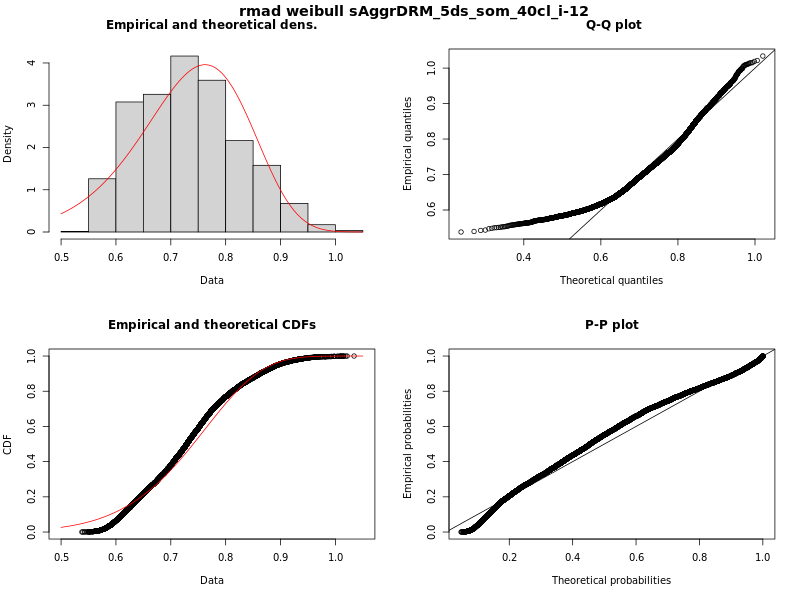 rmad weibull sAggrDRM_5ds_som_40cl_i-12
Empirical and theoretical dens.
Density
0 1 2 3 4
0.5 0.6 0.7 0.8 0.9 1.0
Data
Q-Q plot
Empirical quantiles
0.6 0.7 0.8 0.9 1.0
0.4 0.6 0.8 1.0
Theoretical quantiles
Empirical and theoretical CDFs
CDF
0.0 0.2 0.4 0.6 0.8 1.0
0.5 0.6 0.7 0.8 0.9 1.0
Data
P-P plot
Empirical probabilities
0.0 0.2 0.4 0.6 0.8 1.0
0.2 0.4 0.6 0.8 1.0
Theoretical probabilities